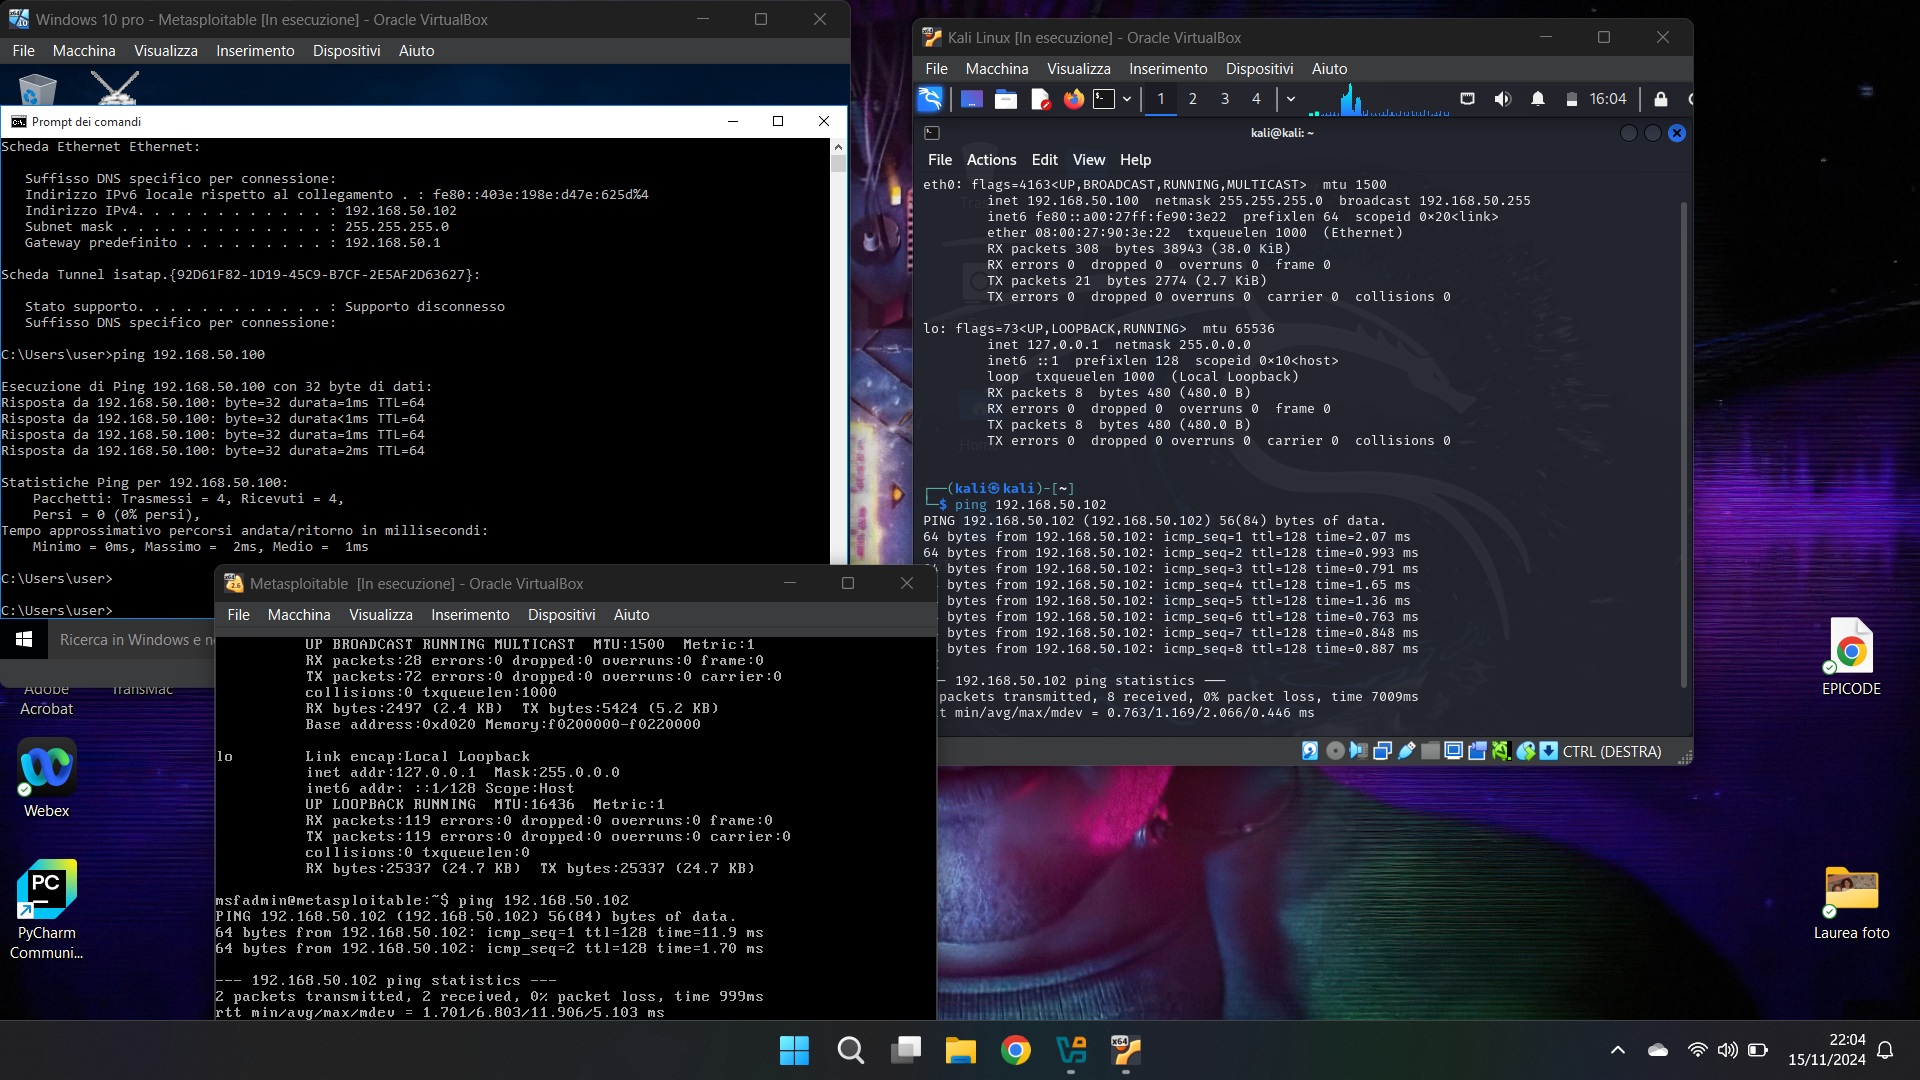 Windows 10 pro - Metasploitable [In esecuzione] - Oracle VirtualBox
File Macchina Visualizza Inserimento Dispositivi Aiuto
Prompt dei comandi
Scheda Ethernet Ethernet:
Suffisso DNS specifico per connessione:
Indirizzo IPv6 locale rispetto al collegamento . : fe80::403e:198e:d47e:625d%4
Indirizzo IPv4. . . . . . . . . . . . : 192.168.50.102
Subnet mask . . . . . . . . . . . . . : 255.255.255.0
Gateway predefinito . . . . . . . . . : 192.168.50.1
Scheda Tunnel isatap.{92D61F82-1D19-45C9-B7CF-2E5AF2D63627}:
Stato supporto. . . . . . . . . . . . : Supporto disconnesso
Suffisso DNS specifico per connessione:
C:\Users\user>ping 192.168.50.100
Esecuzione di Ping 192.168.50.100 con 32 byte di dati:
Risposta da 192.168.50.100: byte=32 durata=1ms TTL=64
Risposta da 192.168.50.100: byte=32 durata<1ms TTL=64
Risposta da 192.168.50.100: byte=32 durata=1ms TTL=64
Risposta da 192.168.50.100: byte=32 durata=2ms TTL=64
Statistiche Ping per 192.168.50.100:
Pacchetti: Trasmessi = 4, Ricevuti = 4,
Persi = 0 (0% persi),
Tempo approssimativo percorsi andata/ritorno in millisecondi:
Minimo = 0ms, Massimo =  2ms, Medio =  1ms
C:\Users\user>
C:\Users\user>
Ricerca in Windows e
Kali Linux [In esecuzione] - Oracle VirtualBox
File Macchina Visualizza Inserimento Dispositivi Aiuto
1 2 3 4
16:04
kali@kali: ~
File Actions Edit View Help
eth0: flags=4163<UP,BROADCAST,RUNNING,MULTICAST>  mtu 1500
inet 192.168.50.100  netmask 255.255.255.0  broadcast 192.168.50.255
inet6 fe80::a00:27ff:fe90:3e22  prefixlen 64  scopeid 0×20<link>
ether 08:00:27:90:3e:22  txqueuelen 1000  (Ethernet)
RX packets 308  bytes 38943 (38.0 KiB)
RX errors 0  dropped 0  overruns 0  frame 0
TX packets 21  bytes 2774 (2.7 KiB)
TX errors 0  dropped 0 overruns 0  carrier 0  collisions 0
lo: flags=73<UP,LOOPBACK,RUNNING>  mtu 65536
inet 127.0.0.1  netmask 255.0.0.0
inet6 ::1  prefixlen 128  scopeid 0×10<host>
loop  txqueuelen 1000  (Local Loopback)
RX packets 8  bytes 480 (480.0 B)
RX errors 0  dropped 0  overruns 0  frame 0
TX packets 8  bytes 480 (480.0 B)
TX errors 0  dropped 0 overruns 0  carrier 0  collisions 0
┌──(kali㉿kali)-[~]
└─$ ping 192.168.50.102
PING 192.168.50.102 (192.168.50.102) 56(84) bytes of data.
64 bytes from 192.168.50.102: icmp_seq=1 ttl=128 time=2.07 ms
64 bytes from 192.168.50.102: icmp_seq=2 ttl=128 time=0.993 ms
bytes from 192.168.50.102: icmp_seq=3 ttl=128 time=0.791 ms
bytes from 192.168.50.102: icmp_seq=4 ttl=128 time=1.65 ms
bytes from 192.168.50.102: icmp_seq=5 ttl=128 time=1.36 ms
bytes from 192.168.50.102: icmp_seq=6 ttl=128 time=0.763 ms
bytes from 192.168.50.102: icmp_seq=7 ttl=128 time=0.848 ms
bytes from 192.168.50.102: icmp_seq=8 ttl=128 time=0.887 ms
192.168.50.102 ping statistics ---
packets transmitted, 8 received, 0% packet loss, time 7009ms
t min/avg/max/mdev = 0.763/1.169/2.066/0.446 ms
CTRL (DESTRA)
Metasploitable  [In esecuzione] - Oracle VirtualBox
File Macchina Visualizza Inserimento Dispositivi Aiuto
UP BROADCAST RUNNING MULTICAST  MTU:1500  Metric:1
RX packets:28 errors:0 dropped:0 overruns:0 frame:0
TX packets:72 errors:0 dropped:0 overruns:0 carrier:0
collisions:0 txqueuelen:1000
RX bytes:2497 (2.4 KB)  TX bytes:5424 (5.2 KB)
Base address:0xd020 Memory:f0200000-f0220000
lo        Link encap:Local Loopback
inet addr:127.0.0.1  Mask:255.0.0.0
inet6 addr: ::1/128 Scope:Host
UP LOOPBACK RUNNING  MTU:16436  Metric:1
RX packets:119 errors:0 dropped:0 overruns:0 frame:0
TX packets:119 errors:0 dropped:0 overruns:0 carrier:0
collisions:0 txqueuelen:0
RX bytes:25337 (24.7 KB)  TX bytes:25337 (24.7 KB)
msfadmin@metasploitable:~$ ping 192.168.50.102
PING 192.168.50.102 (192.168.50.102) 56(84) bytes of data.
64 bytes from 192.168.50.102: icmp_seq=1 ttl=128 time=11.9 ms
64 bytes from 192.168.50.102: icmp_seq=2 ttl=128 time=1.70 ms
--- 192.168.50.102 ping statistics ---
2 packets transmitted, 2 received, 0% packet loss, time 999ms
rtt min/avg/max/mdev = 1.701/6.803/11.906/5.103 ms
Adobe
Acrobat
TransMac
Webex
PC
PyCharm
Communi...
EPICODE
Laurea foto
22:04
15/11/2024